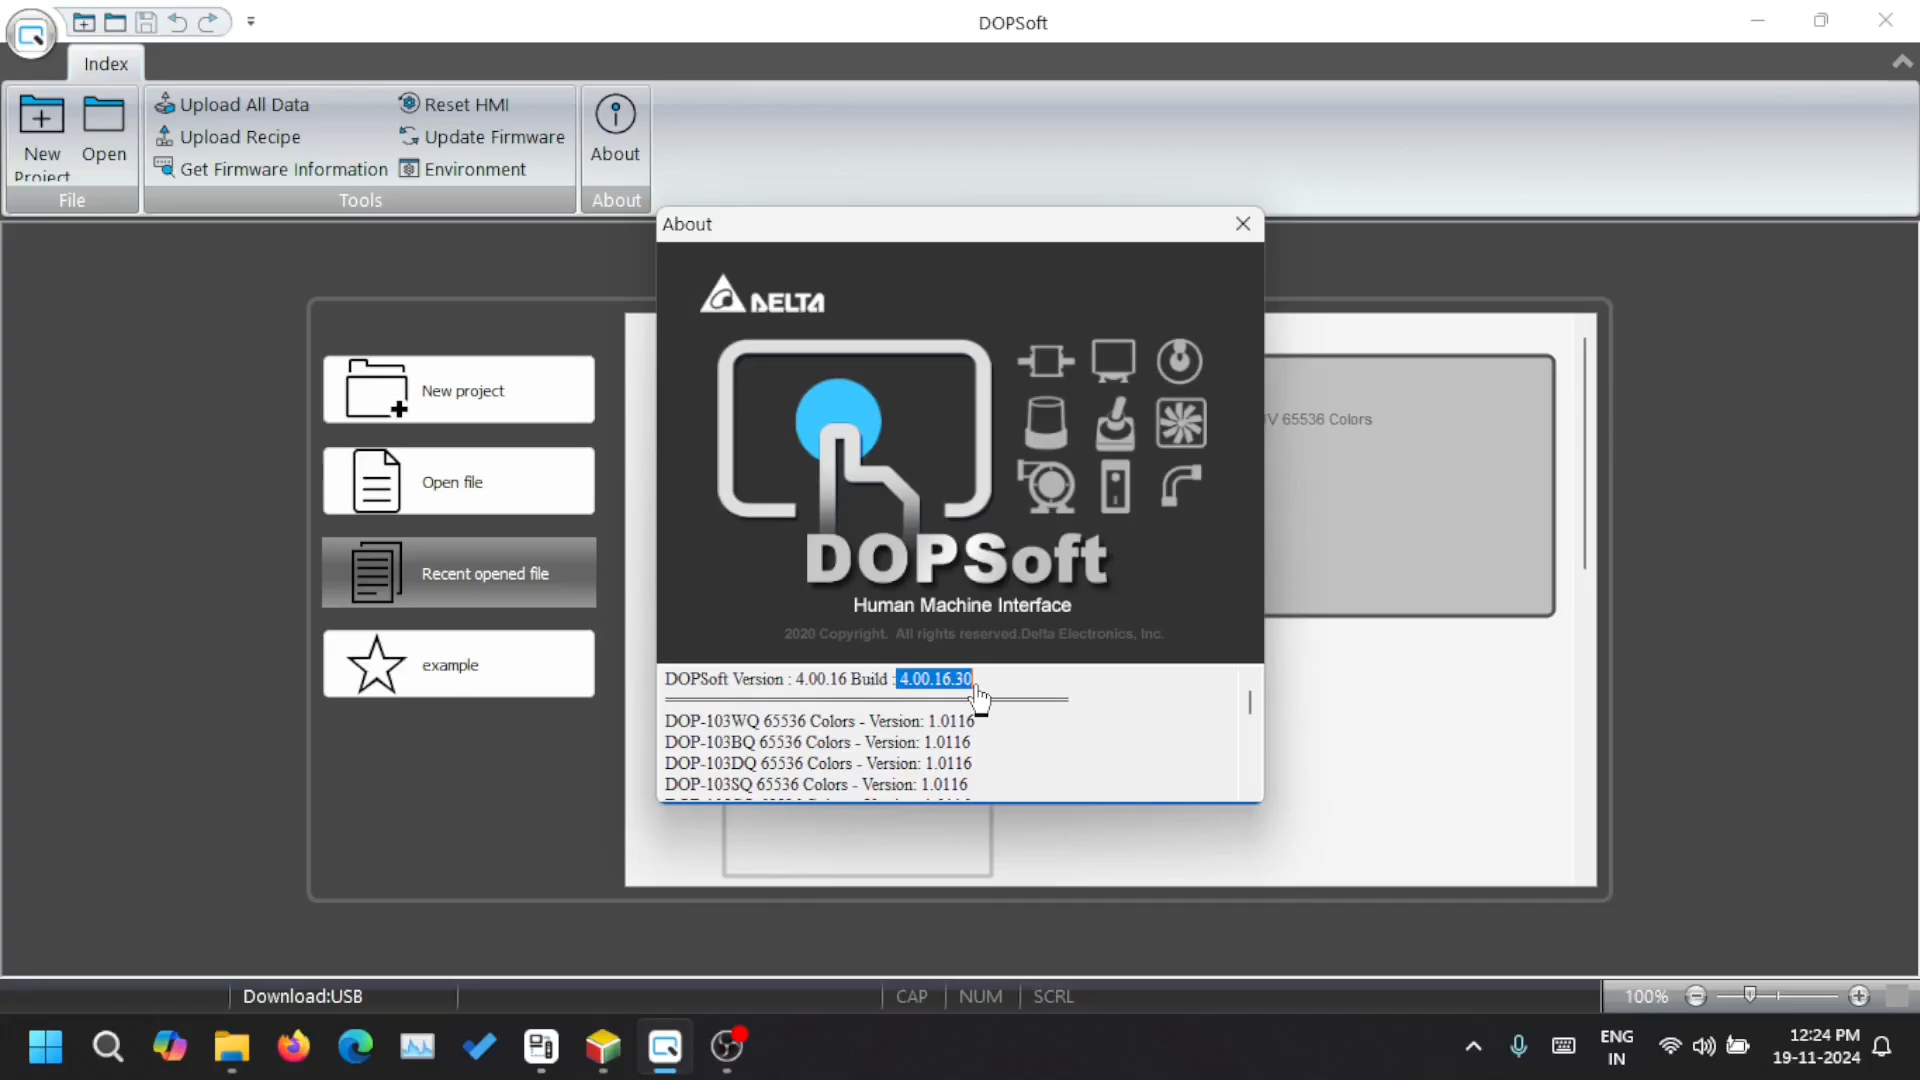 DOPSoft
Index
New
Project
Open
File
Upload All Data
Upload Recipe
Get Firmware Information
Reset HMI
Update Firmware
Environment
Tools
About
About
About
DELTA
DOPSoft
Human Machine Interface
2020 Copyright. All rights reserved.Delta Electronics, Inc.
DOPSoft Version : 4.00.16 Build : 4.00.16.30
DOP-103WQ 65536 Colors - Version: 1.0116
DOP-103BQ 65536 Colors - Version: 1.0116
DOP-103DQ 65536 Colors - Version: 1.0116
DOP-103SQ 65536 Colors - Version: 1.0116
New project
Open file
Recent opened file
example
65536 Colors
Download:USB
CAP
NUM
SCRL
100%
ENG
IN
12:24 PM
19-11-2024